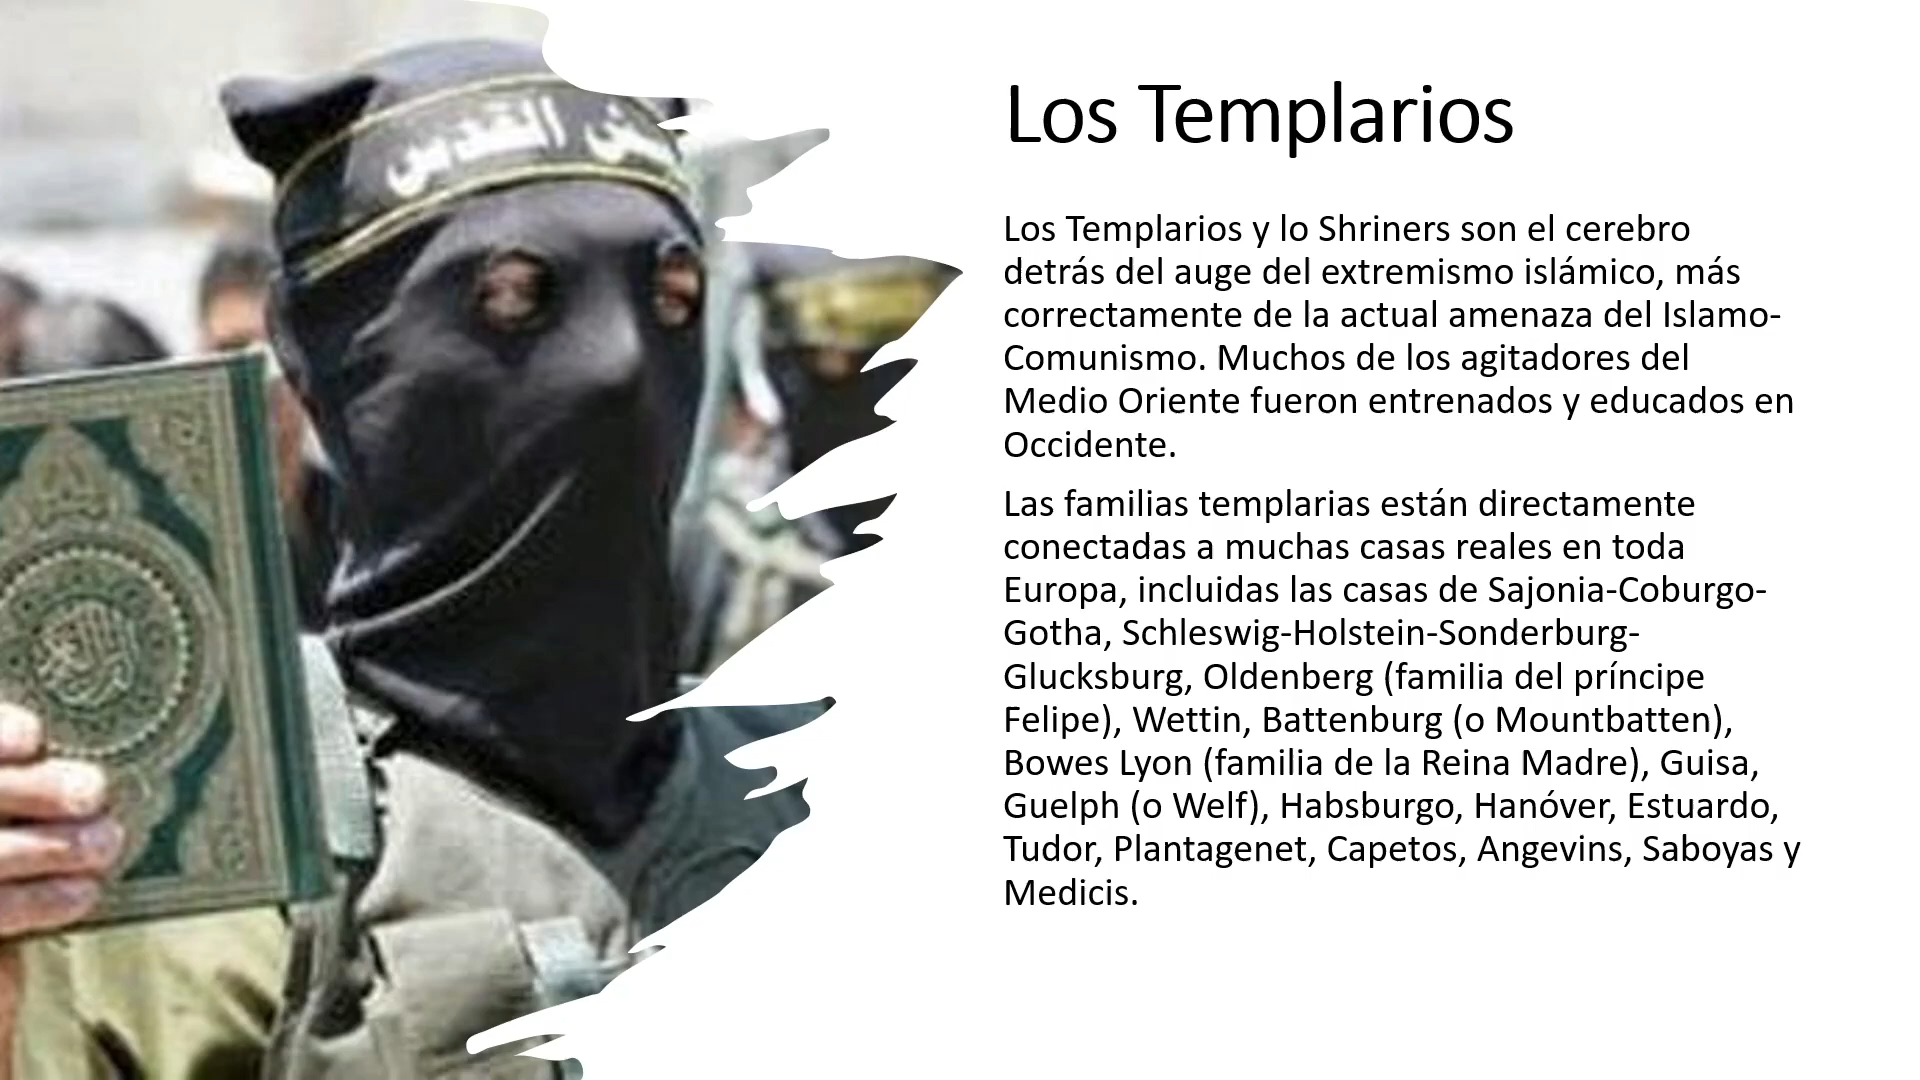 القدس
Los Templarios
Los Templarios y lo Shriners son el cerebro
detrás del auge del extremismo islámico, más
correctamente de la actual amenaza del Islamo-
Comunismo. Muchos de los agitadores del
Medio Oriente fueron entrenados y educados en
Occidente.
Las familias templarias están directamente
conectadas a muchas casas reales en toda
Europa, incluidas las casas de Sajonia-Coburgo-
Gotha, Schleswig-Holstein-Sonderburg-
Glucksburg, Oldenberg (familia del príncipe
Felipe), Wettin, Battenburg (o Mountbatten),
Bowes Lyon (familia de la Reina Madre), Guisa,
Guelph (o Welf), Habsburgo, Hanóver, Estuardo,
Tudor, Plantagenet, Capetos, Angevins, Saboyas y
Medicis.